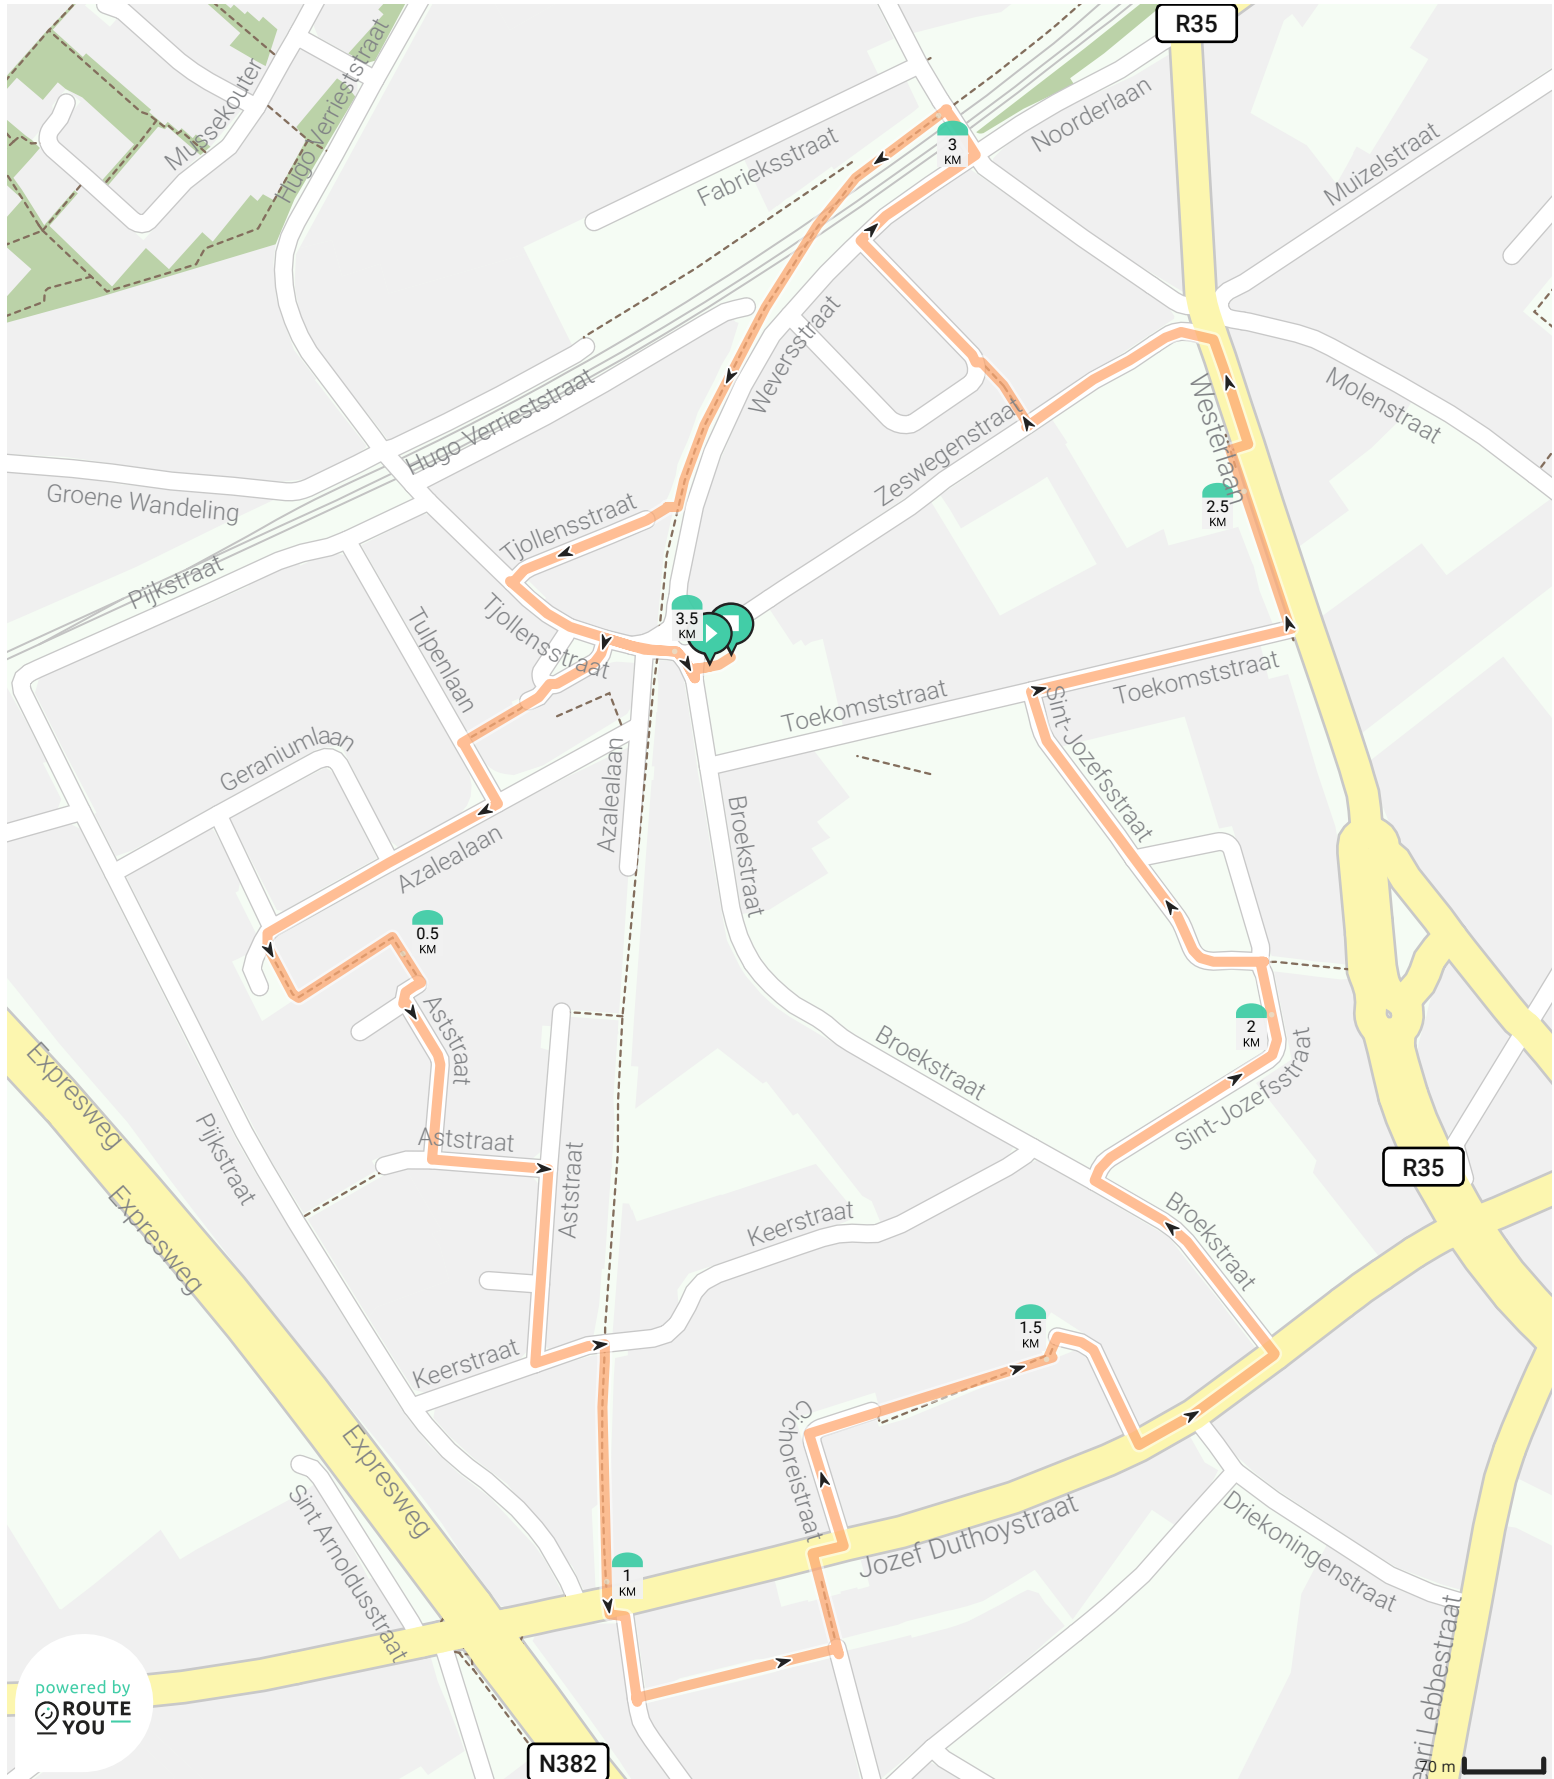 R35
Mussekouter
Hugo Verrieststraat
Noorderlaan
Fabrieksstraat
3
KM
Muizelstraat
Weversstraat
Hugo Verrieststraat
Molenstraat
Westerlaan
Zeswegenstraat
Groene Wandeling
2.5
KM
Tjollensstraat
Pijkstraat
Tjollensstraat
Tulpenlaan
3.5
KM
Toekomststraat
Toekomststraat
Sint-Jozefsstraat
Geraniumlaan
Azalealaan
Azalealaan
Broekstraat
0.5
KM
Aststraat
2
KM
Broekstraat
Sint-Jozefsstraat
Expresweg
Pijkstraat
Aststraat
Aststraat
R35
Expresweg
Keerstraat
Broekstraat
1.5
KM
Keerstraat
Cichoreistraat
Expresweg
Sint Arnoldusstraat
Jozef Duthoystraat
Driekoningenstraat
1
KM
powered by
ROUTE
YOU
N382
70 m